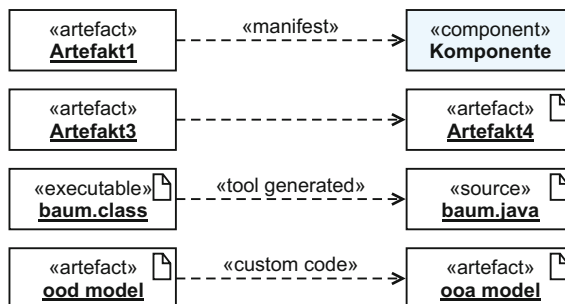 «artefact» «manifest» «component»
Artefakt1 Komponente
«artefact» «artefact»
Artefakt3 Artefakt4
«executable» «tool generated» «source»
baum.class baum.java
«artefact» «custom code» «artefact»
ood model ooa model